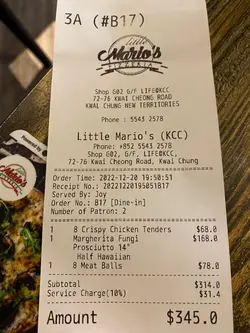 3A (#B17)
Little
Mario's
PIZZERIA
Shop G02 G/F LIFE@KCC
72-76 KWAI CHEONG ROAD
KWAI CHUNG NEW TERRITORIES
Phone : 5543 2578
Little Mario's (KCC)
Phone: +852 5543 2578
Shop G02, G/F, LIFE@KCC,
72-76 Kwai Cheong Road, Kwai Chung
Order Time: 2022-12-20 19:50:51
Receipt No.: 20221220195051B17
Served By: Joy
Order No.: B17 [Dine-in]
Number of Patron: 2
1 8 Crispy Chicken Tenders $68.0
1 Margherita Fungi $168.0
Prosciutto 14"
Half Hawaiian
1 8 Meat Balls $78.0
Subtotal $314.0
Service Charge(10%) $31.4
Amount $345.0